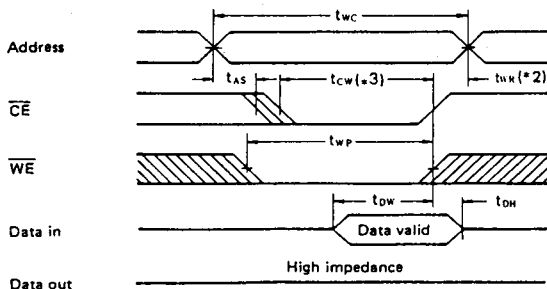 tWC
Address
tAS
tCW(*3)
tWR(*2)
CE
tWP
WE
tDW
tDH
Data in
Data valid
High impedance
Data out